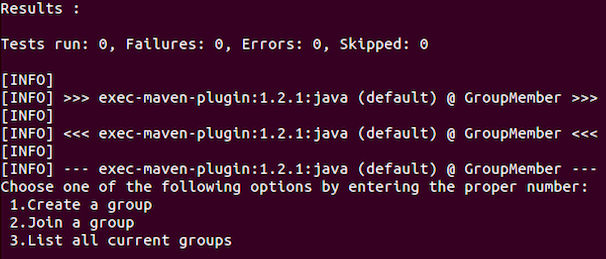 Results :
Tests run: 0, Failures: 0, Errors: 0, Skipped: 0
[INFO]
[INFO] >>> exec-maven-plugin:1.2.1:java (default) @ GroupMember >>>
[INFO]
[INFO] <<< exec-maven-plugin:1.2.1:java (default) @ GroupMember <<<
[INFO]
[INFO] --- exec-maven-plugin:1.2.1:java (default) @ GroupMember ---
Choose one of the following options by entering the proper number:
1.Create a group
2.Join a group
3.List all current groups